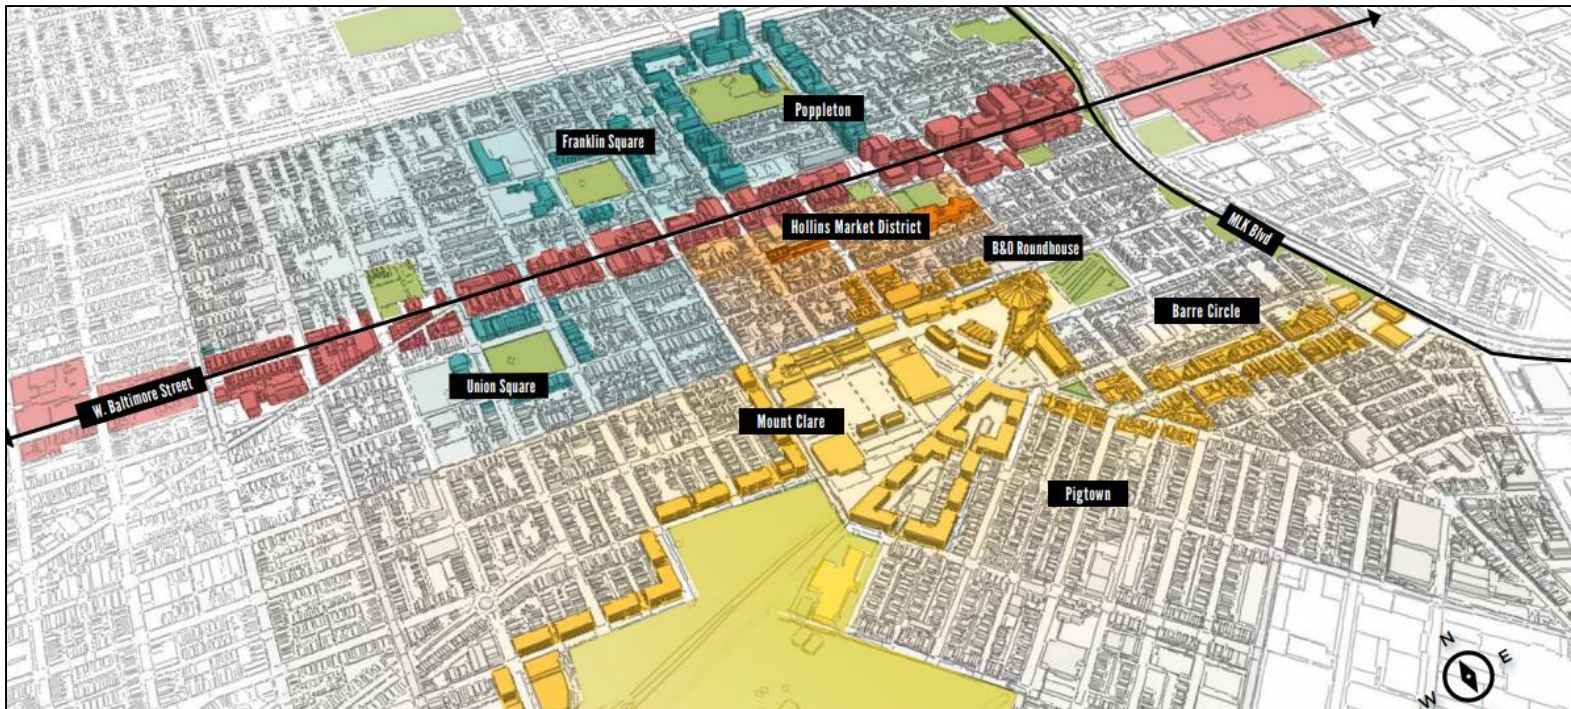 Poppleton
Franklin Square
Hollins Market District
MLK Blvd
B&O Roundhouse
Barre Circle
W. Baltimore Street
Union Square
Mount Clare
Pigtown
N
E
W